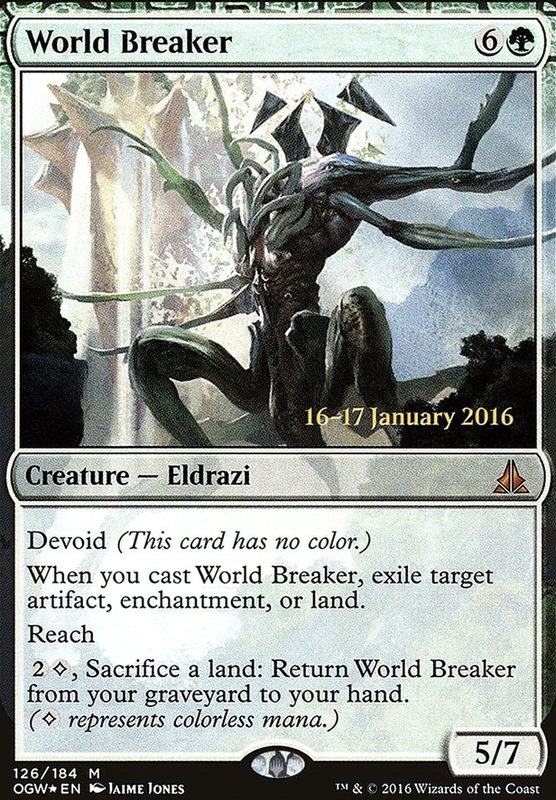 World Breaker 6
16–17 January 2016
Creature — Eldrazi
Devoid (This card has no color.)
When you cast World Breaker, exile target
artifact, enchantment, or land.
Reach
2◇, Sacrifice a land: Return World Breaker
from your graveyard to your hand.
(◇ represents colorless mana.)
5/7
126/184 M
OGW★EN Jaime Jones
™ & © 2016 Wizards of the Coast